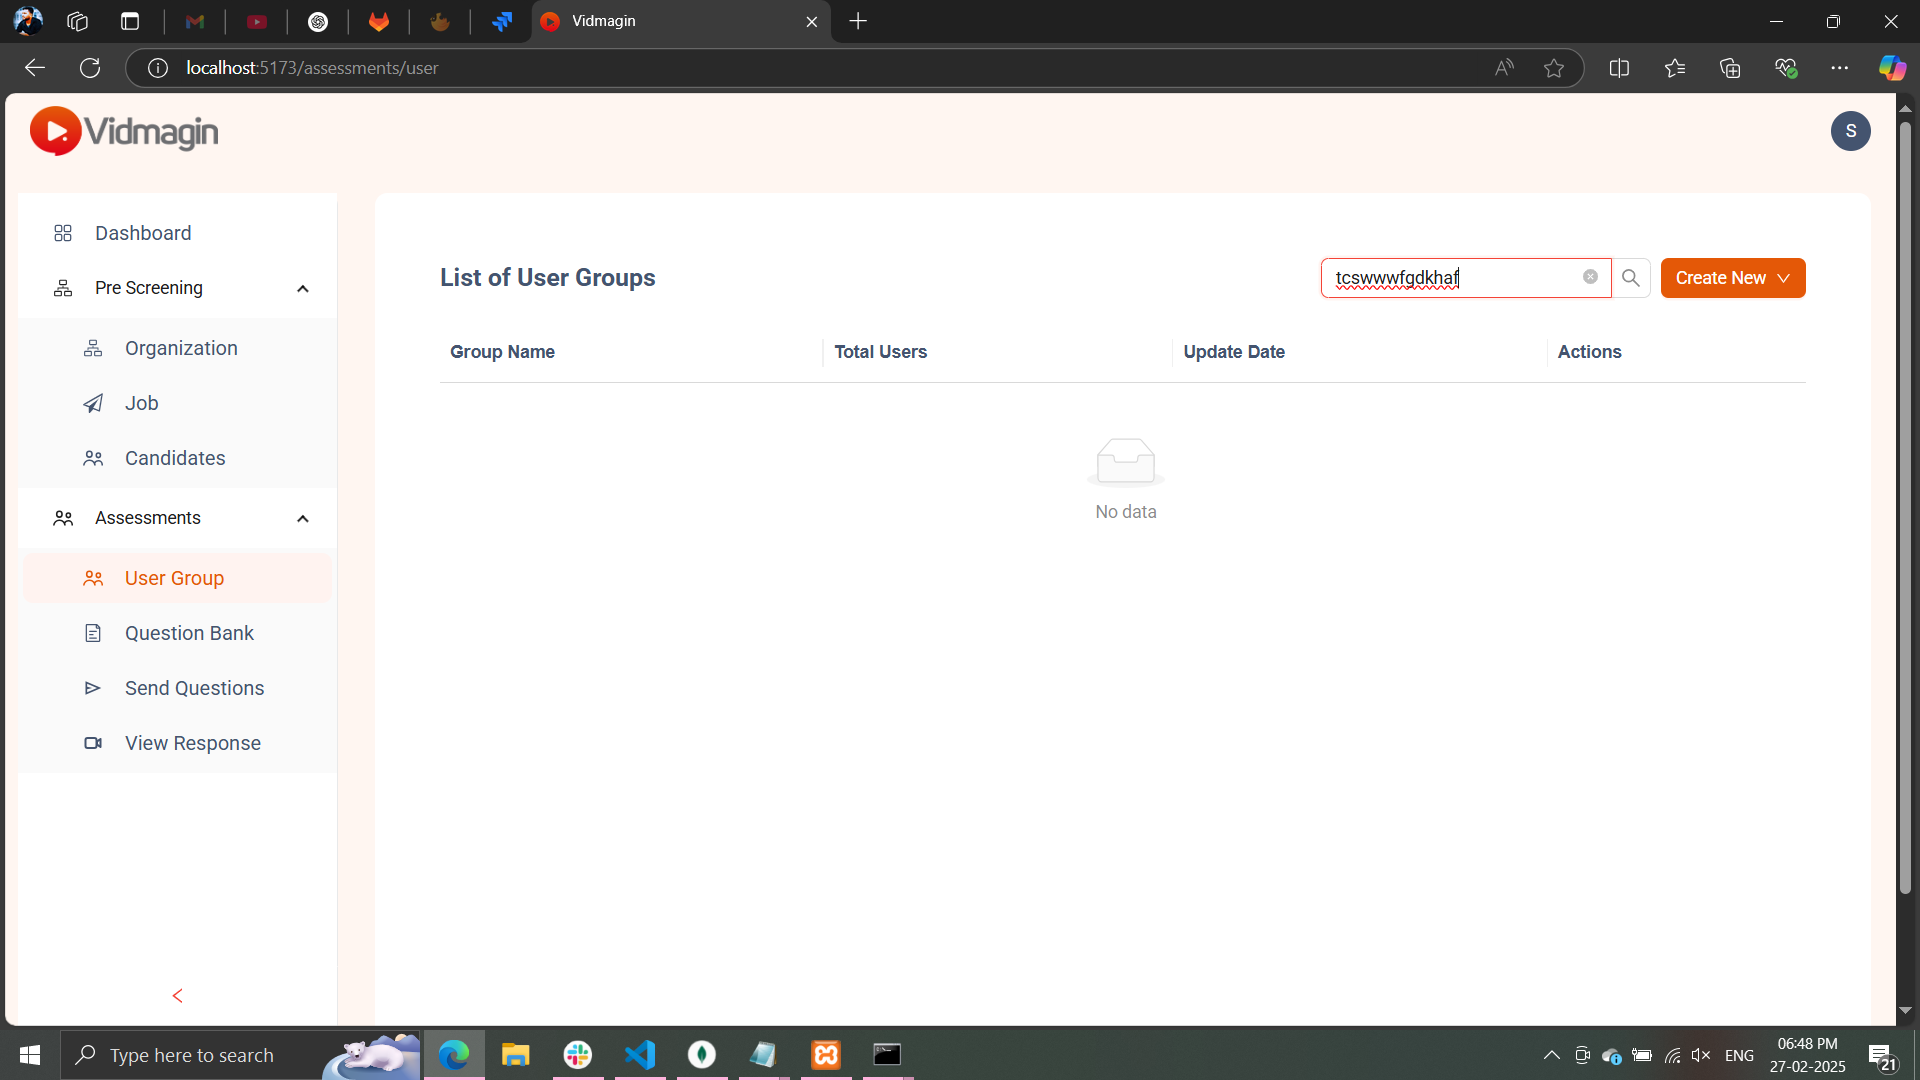 Vidmagin
localhost:5173/assessments/user
Vidmagin
S
Dashboard
Pre Screening
Organization
Job
Candidates
Assessments
User Group
Question Bank
Send Questions
View Response
List of User Groups
tcswwwfgdkhaf
Create New
Group Name
Total Users
Update Date
Actions
No data
Type here to search
ENG
06:48 PM
27-02-2025
21